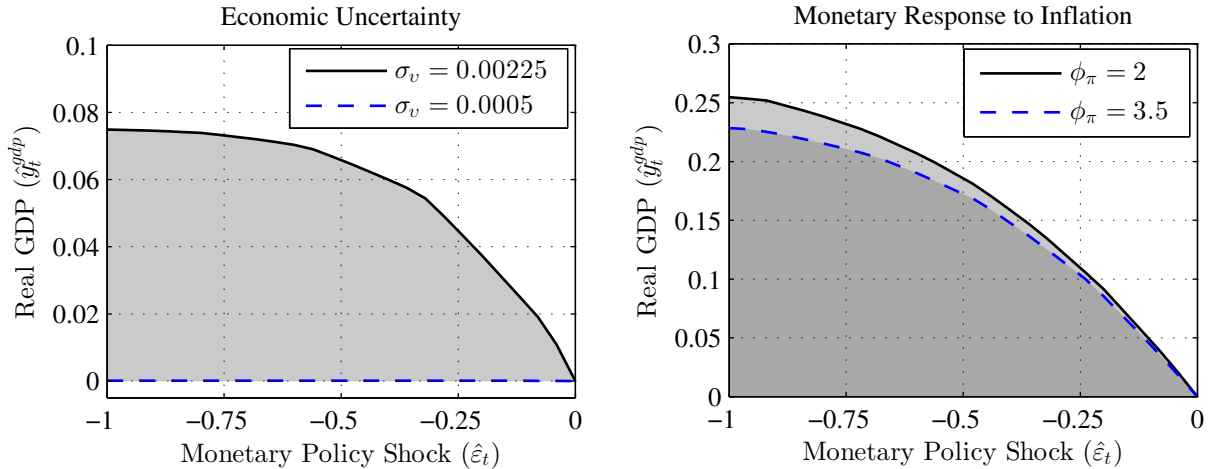 Economic Uncertainty
0.1
0.08
0.06
0.04
0.02
0
Real GDP (ŷ_t^{gdp})
σ_υ = 0.00225
σ_υ = 0.0005
−1 −0.75 −0.5 −0.25 0
Monetary Policy Shock (ε̂_t)
Monetary Response to Inflation
0.3
0.25
0.2
0.15
0.1
0.05
0
Real GDP (ŷ_t^{gdp})
ϕ_π = 2
ϕ_π = 3.5
−1 −0.75 −0.5 −0.25 0
Monetary Policy Shock (ε̂_t)